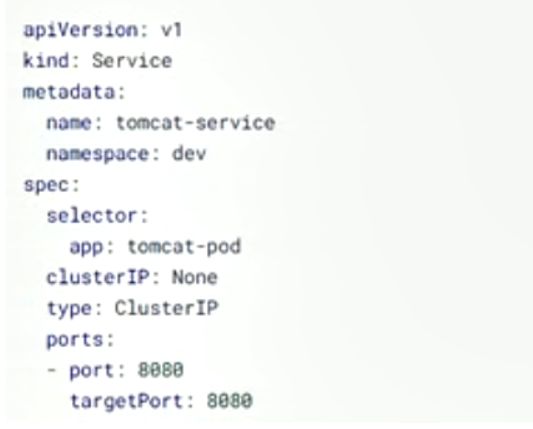 apiVersion: v1
kind: Service
metadata:
  name: tomcat-service
  namespace: dev
spec:
  selector:
    app: tomcat-pod
  clusterIP: None
  type: ClusterIP
  ports:
  - port: 8080
    targetPort: 8080